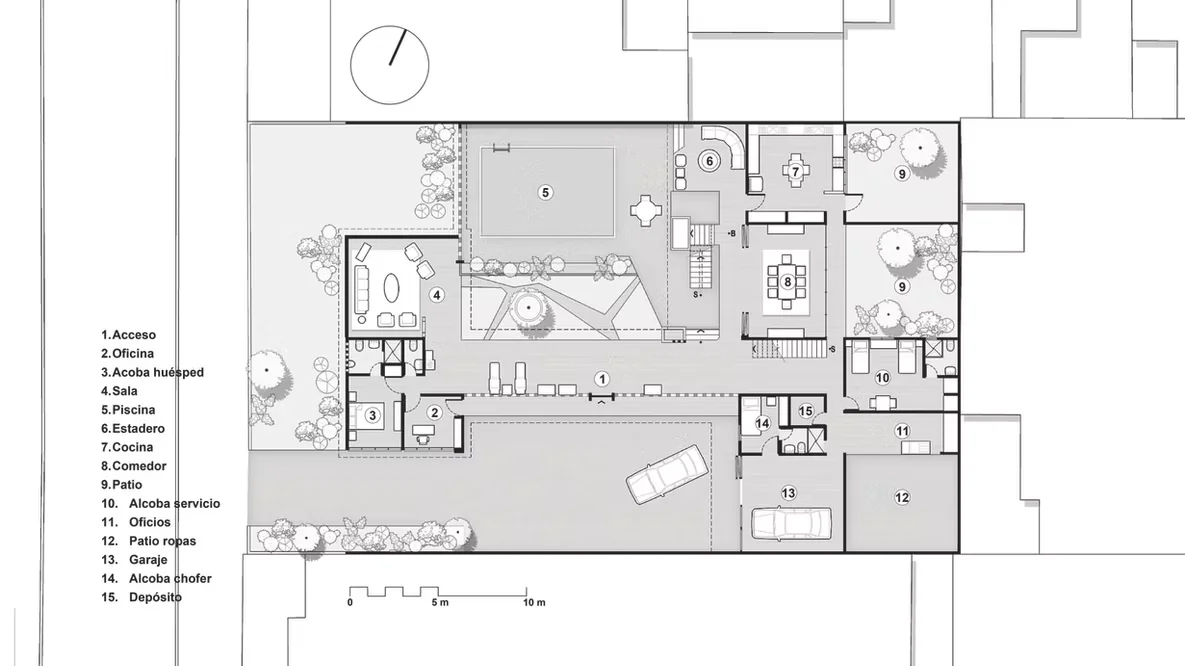 6
7
9
5
B
4
8
9
S
S
1.Acceso
2.Oficina
3.Acoba huésped
4.Sala
5.Piscina
6.Estadero
7.Cocina
8.Comedor
9.Patio
10. Alcoba servicio
11. Oficios
12. Patio ropas
13. Garaje
14. Alcoba chofer
15. Depósito
1
10
3
2
14
15
11
13
12
0 5 m 10 m